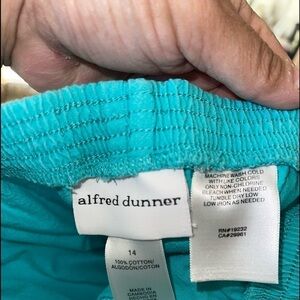 alfred dunner
14
100% COTTON/
ALGODON/COTON
MADE IN
CAMBODIA
MACHINE WASH COLD
WITH LIKE COLORS
ONLY NON-CHLORINE
BLEACH WHEN NEEDED
TUMBLE DRY LOW
LOW IRON AS NEEDED
RN#19232
CA#29961